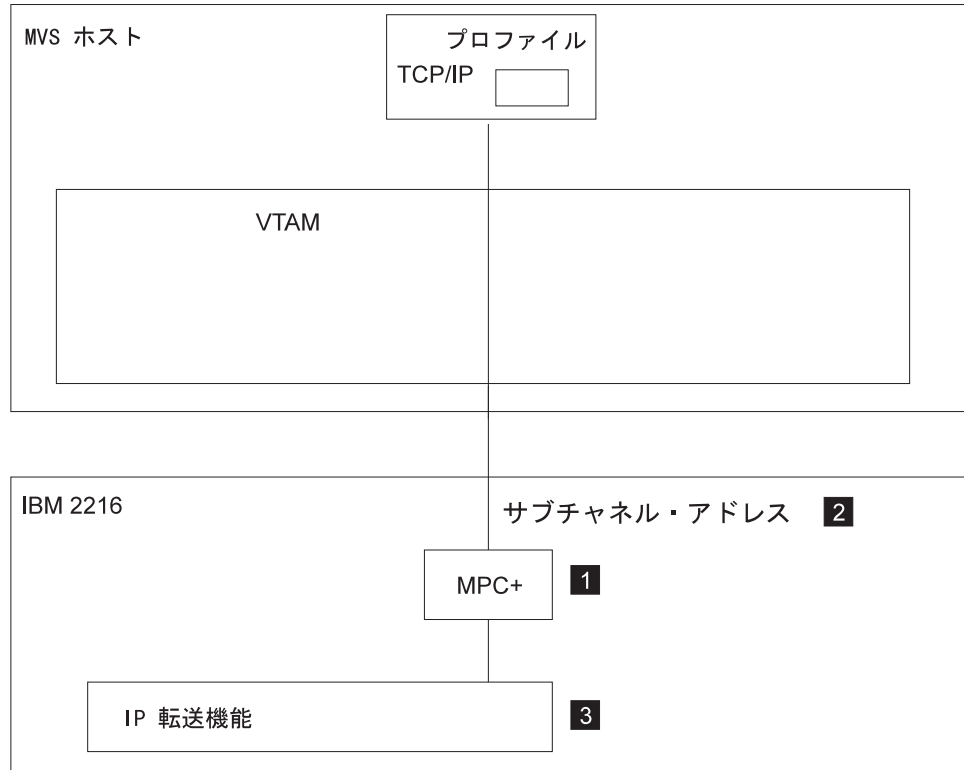 MVS ホスト
プロファイル
TCP/IP
VTAM
IBM 2216
サブチャネル・アドレス 2
MPC+ 1
IP 転送機能 3